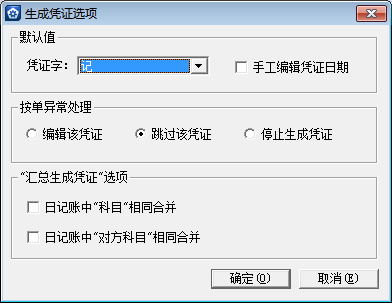 生成凭证选项
默认值
凭证字：记 手工编辑凭证日期
按单异常处理
编辑该凭证 跳过该凭证 停止生成凭证
"汇总生成凭证"选项
日记账中"科目"相同合并
日记账中"对方科目"相同合并
确定(O) 取消(E)